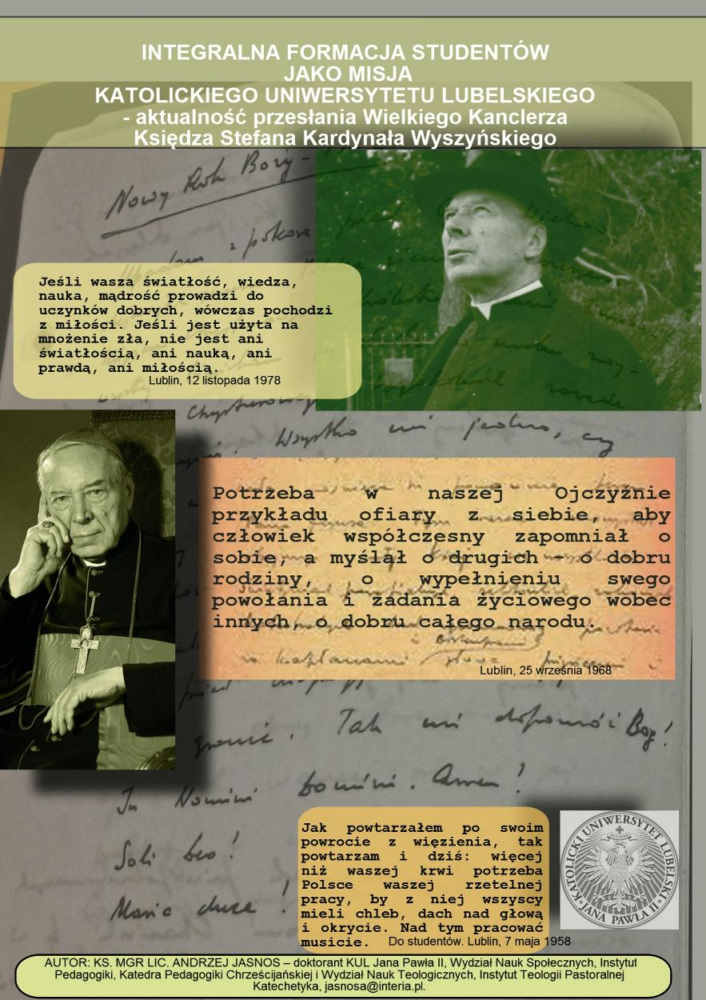 INTEGRALNA FORMACJA STUDENTÓW
JAKO MISJA
KATOLICKIEGO UNIWERSYTETU LUBELSKIEGO
- aktualność przesłania Wielkiego Kanclerza
Księdza Stefana Kardynała Wyszyńskiego
Nowy Rok Boży -
z pokorą
Jeśli wasza światłość, wiedza,
nauka, mądrość prowadzi do
uczynków dobrych, wówczas pochodzi
z miłości. Jeśli jest użyta na
mnożenie zła, nie jest ani
światłością, ani nauką, ani
prawdą, ani miłością.
Lublin, 12 listopada 1978
Wszystko mi jedno, czy
Potrzeba w naszej Ojczyźnie
przykładu ofiary z siebie, aby
człowiek współczesny zapomniał o
sobie, a myślał o drugich – o dobru
rodziny, o wypełnieniu swego
powołania i zadania życiowego wobec
innych, o dobru całego narodu.
Lublin, 25 września 1968
Tak mi dopomóż Bóg!
In Nomini Domini. Amen!
Soli Deo!
Jak powtarzałem po swoim
powrocie z więzienia, tak
powtarzam i dziś: więcej
niż waszej krwi potrzeba
Polsce waszej rzetelnej
pracy, by z niej wszyscy
mieli chleb, dach nad głową
i okrycie. Nad tym pracować
musicie. Do studentów. Lublin, 7 maja 1958
KATOLICKI UNIWERSYTET LUBELSKI
JANA PAWŁA II
AUTOR: KS. MGR LIC. ANDRZEJ JASNOS – doktorant KUL Jana Pawła II, Wydział Nauk Społecznych, Instytut
Pedagogiki, Katedra Pedagogiki Chrześcijańskiej i Wydział Nauk Teologicznych, Instytut Teologii Pastoralnej
Katechetyka, jasnosa@interia.pl.